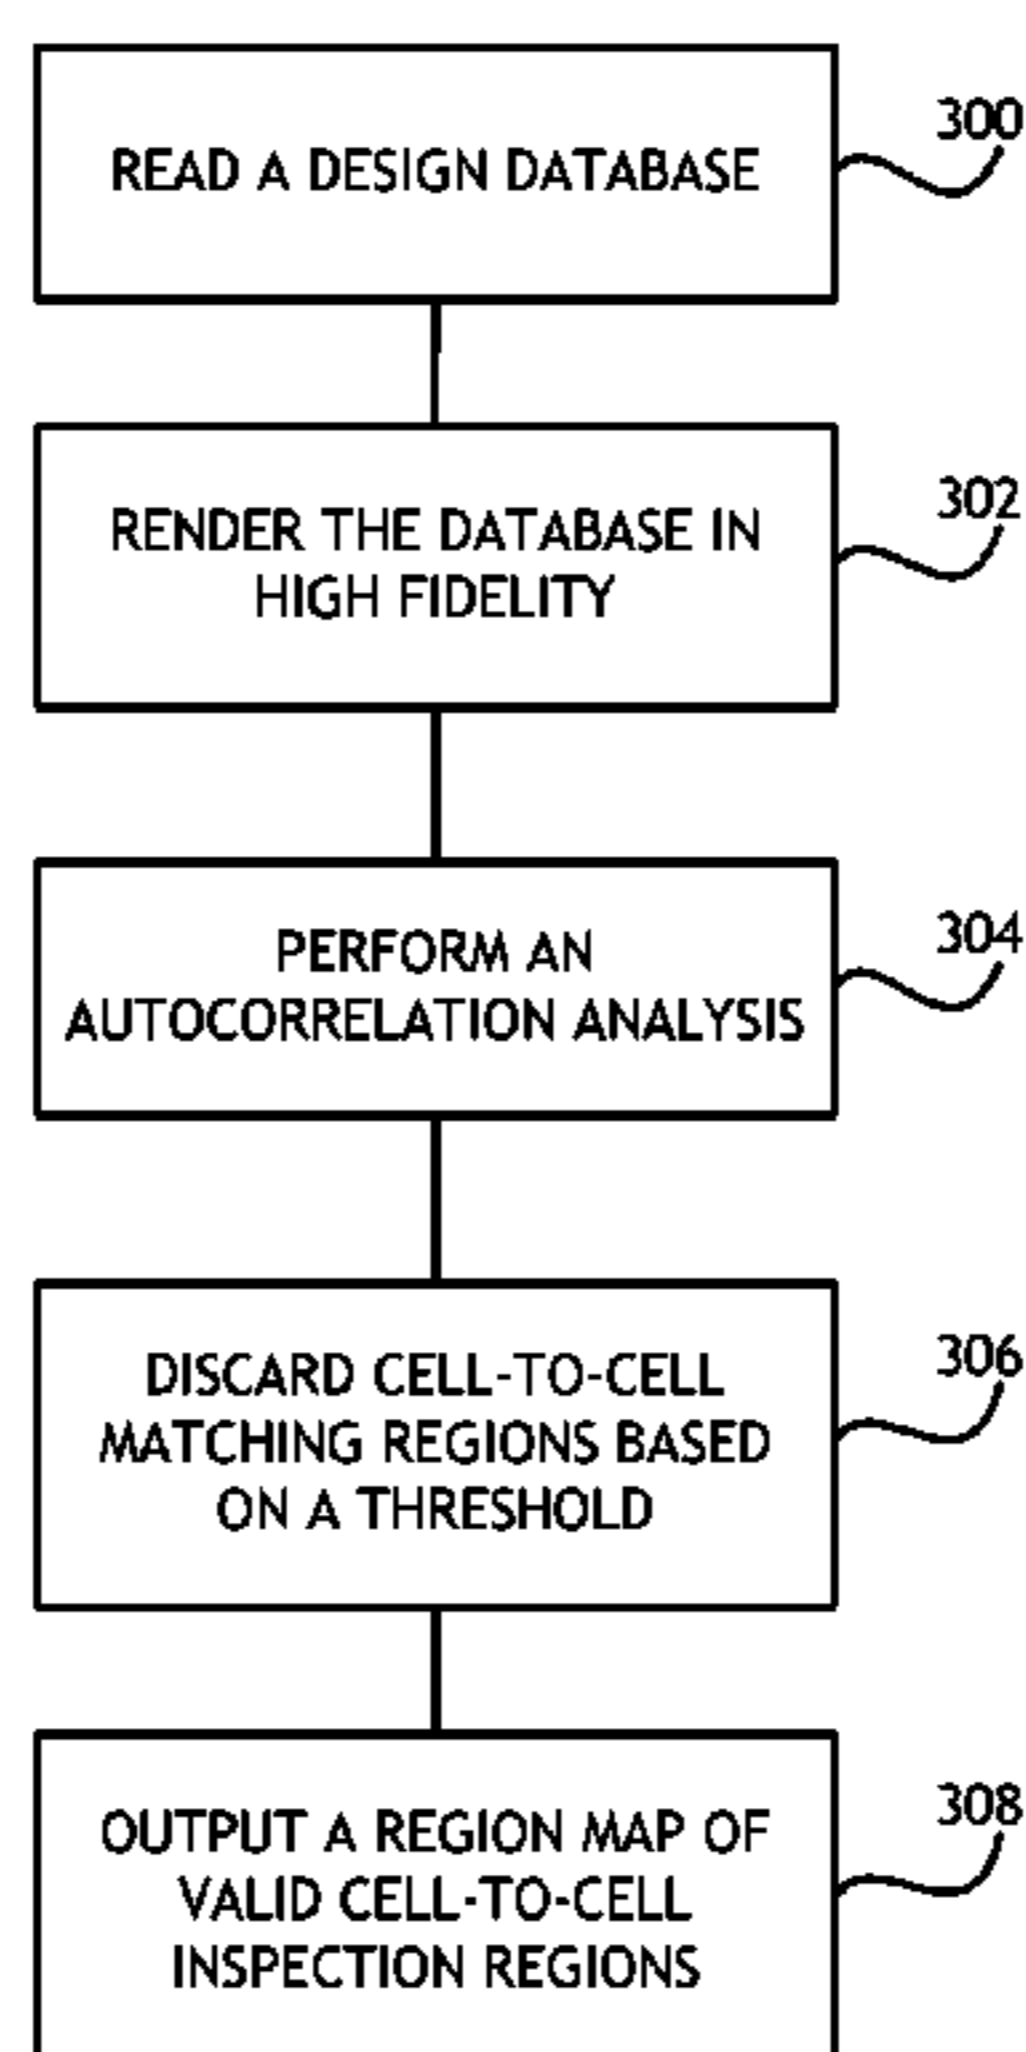 READ A DESIGN DATABASE
300
RENDER THE DATABASE IN
HIGH FIDELITY
302
PERFORM AN
AUTOCORRELATION ANALYSIS
304
DISCARD CELL-TO-CELL
MATCHING REGIONS BASED
ON A THRESHOLD
306
OUTPUT A REGION MAP OF
VALID CELL-TO-CELL
INSPECTION REGIONS
308